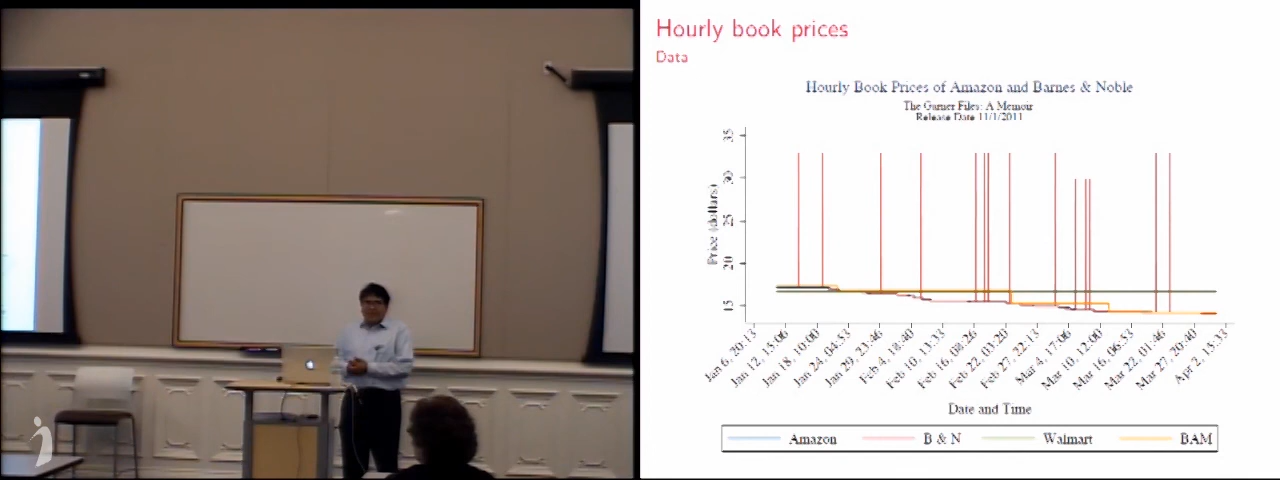 Hourly book prices
Data
Hourly Book Prices of Amazon and Barnes & Noble
The Garner Files: A Memoir
Release Date 11/1/2011
Price (dollars)
35
30
25
20
15
Jan 6, 20:13
Jan 12, 15:06
Jan 18, 10:00
Jan 24, 04:53
Jan 29, 23:46
Feb 4, 18:40
Feb 10, 13:33
Feb 16, 08:26
Feb 22, 03:20
Feb 27, 22:13
Mar 4, 17:06
Mar 10, 12:00
Mar 16, 06:53
Mar 22, 01:46
Mar 27, 20:40
Apr 2, 15:33
Date and Time
Amazon B & N Walmart BAM